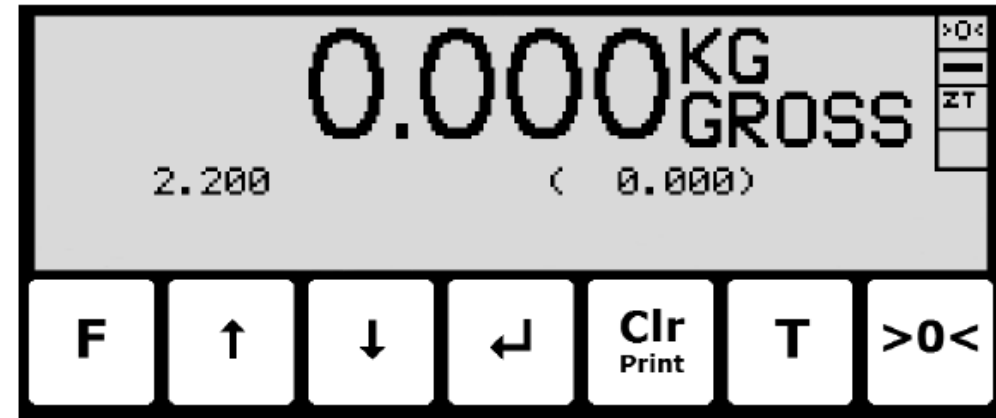 0.000 KG
GROSS
>0<
ZT
2.200 ( 0.000)
F ↑ ↓ ↵ Clr T >0<
Print